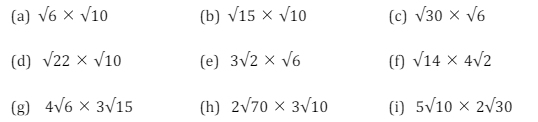 (a) √6 × √10 (b) √15 × √10 (c) √30 × √6
(d) √22 × √10 (e) 3√2 × √6 (f) √14 × 4√2
(g) 4√6 × 3√15 (h) 2√70 × 3√10 (i) 5√10 × 2√30